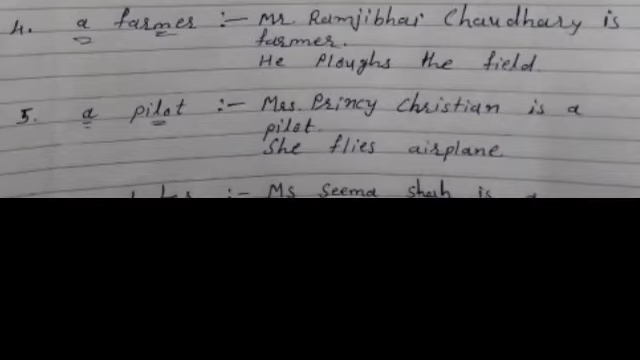 4. a farmer :- Mr. Ramjibhai Chaudhary is
farmer.
He Ploughs the field.
5. a pilot :- Mrs. Princy Christian is a
pilot.
She flies airplane.
:- Ms Seema Shah is a